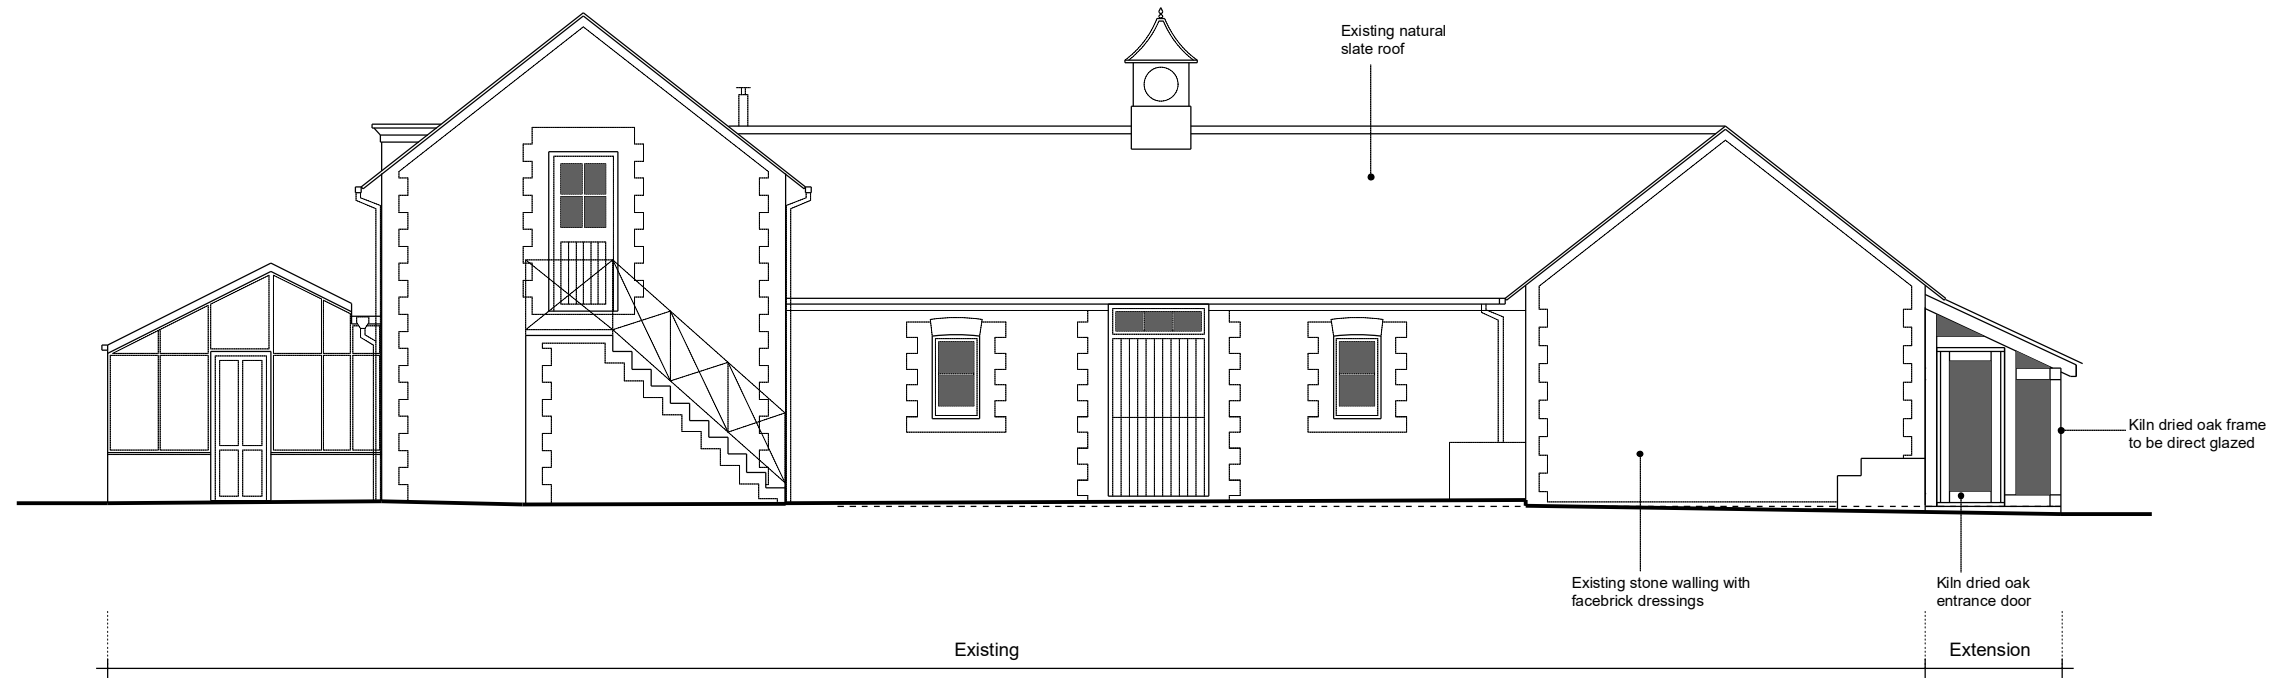 Existing natural
slate roof
Kiln dried oak frame
to be direct glazed
Existing stone walling with
facebrick dressings
Kiln dried oak
entrance door
Existing
Extension